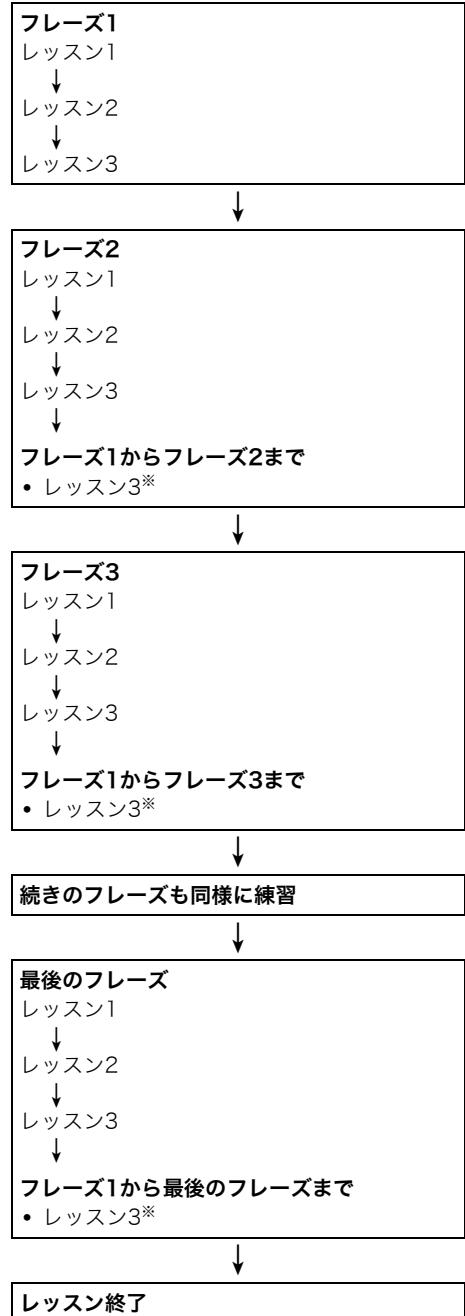 フレーズ1
レッスン1
↓
レッスン2
↓
レッスン3
↓
フレーズ2
レッスン1
↓
レッスン2
↓
レッスン3
↓
フレーズ1からフレーズ2まで
• レッスン3※
↓
フレーズ3
レッスン1
↓
レッスン2
↓
レッスン3
↓
フレーズ1からフレーズ3まで
• レッスン3※
↓
続きのフレーズも同様に練習
↓
最後のフレーズ
レッスン1
↓
レッスン2
↓
レッスン3
↓
フレーズ1から最後のフレーズまで
• レッスン3※
↓
レッスン終了